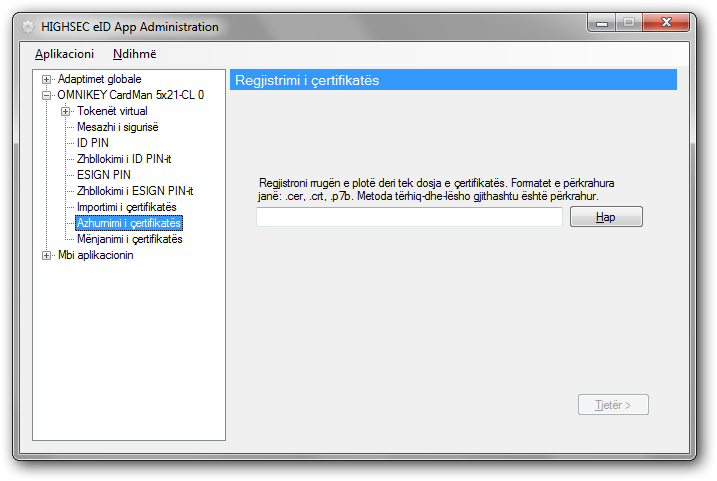 HIGHSEC eID App Administration
Aplikacioni Ndihmë
Adaptimet globale
OMNIKEY CardMan 5x21-CL 0
Tokenët virtual
Mesazhi i sigurisë
ID PIN
Zhbllokimi i ID PIN-it
ESIGN PIN
Zhbllokimi i ESIGN PIN-it
Importimi i çertifikatës
Azhurnimi i çertifikatës
Mënjanimi i çertifikatës
Mbi aplikacionin
Regjistrimi i çertifikatës
Regjistroni rrugën e plotë deri tek dosja e çertifikatës. Formatet e përkrahura
janë: .cer, .crt, .p7b. Metoda tërhiq-dhe-lësho gjithashtu është përkrahur.
Hap
Tjetër >